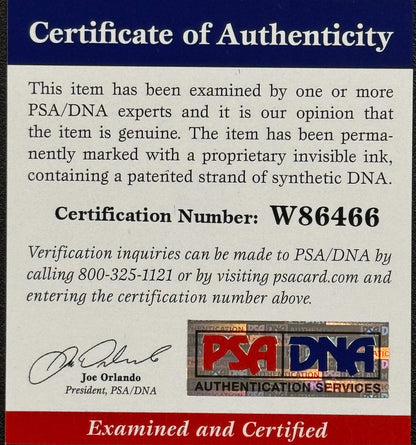 Certificate of Authenticity
This item has been examined by one or more
PSA/DNA experts and it is our opinion that
the item is genuine. The item has been perma-
nently marked with a proprietary invisible ink,
containing a patented strand of synthetic DNA.
Certification Number: W86466
Verification inquiries can be made to PSA/DNA by
calling 800-325-1121 or by visiting psacard.com and
entering the certification number above.
Joe Orlando
President, PSA/DNA
PSA DNA
AUTHENTICATION SERVICES
Examined and Certified